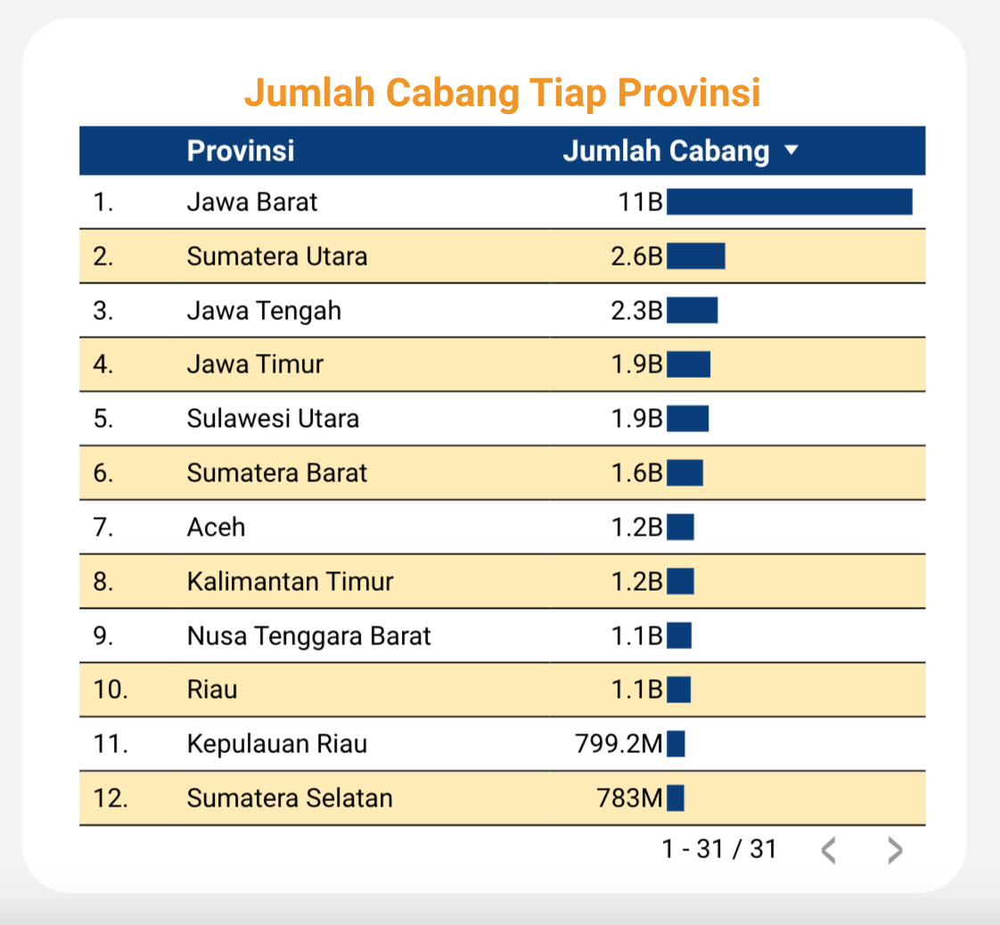 Jumlah Cabang Tiap Provinsi
Provinsi Jumlah Cabang
1. Jawa Barat 11B
2. Sumatera Utara 2.6B
3. Jawa Tengah 2.3B
4. Jawa Timur 1.9B
5. Sulawesi Utara 1.9B
6. Sumatera Barat 1.6B
7. Aceh 1.2B
8. Kalimantan Timur 1.2B
9. Nusa Tenggara Barat 1.1B
10. Riau 1.1B
11. Kepulauan Riau 799.2M
12. Sumatera Selatan 783M
1 - 31 / 31